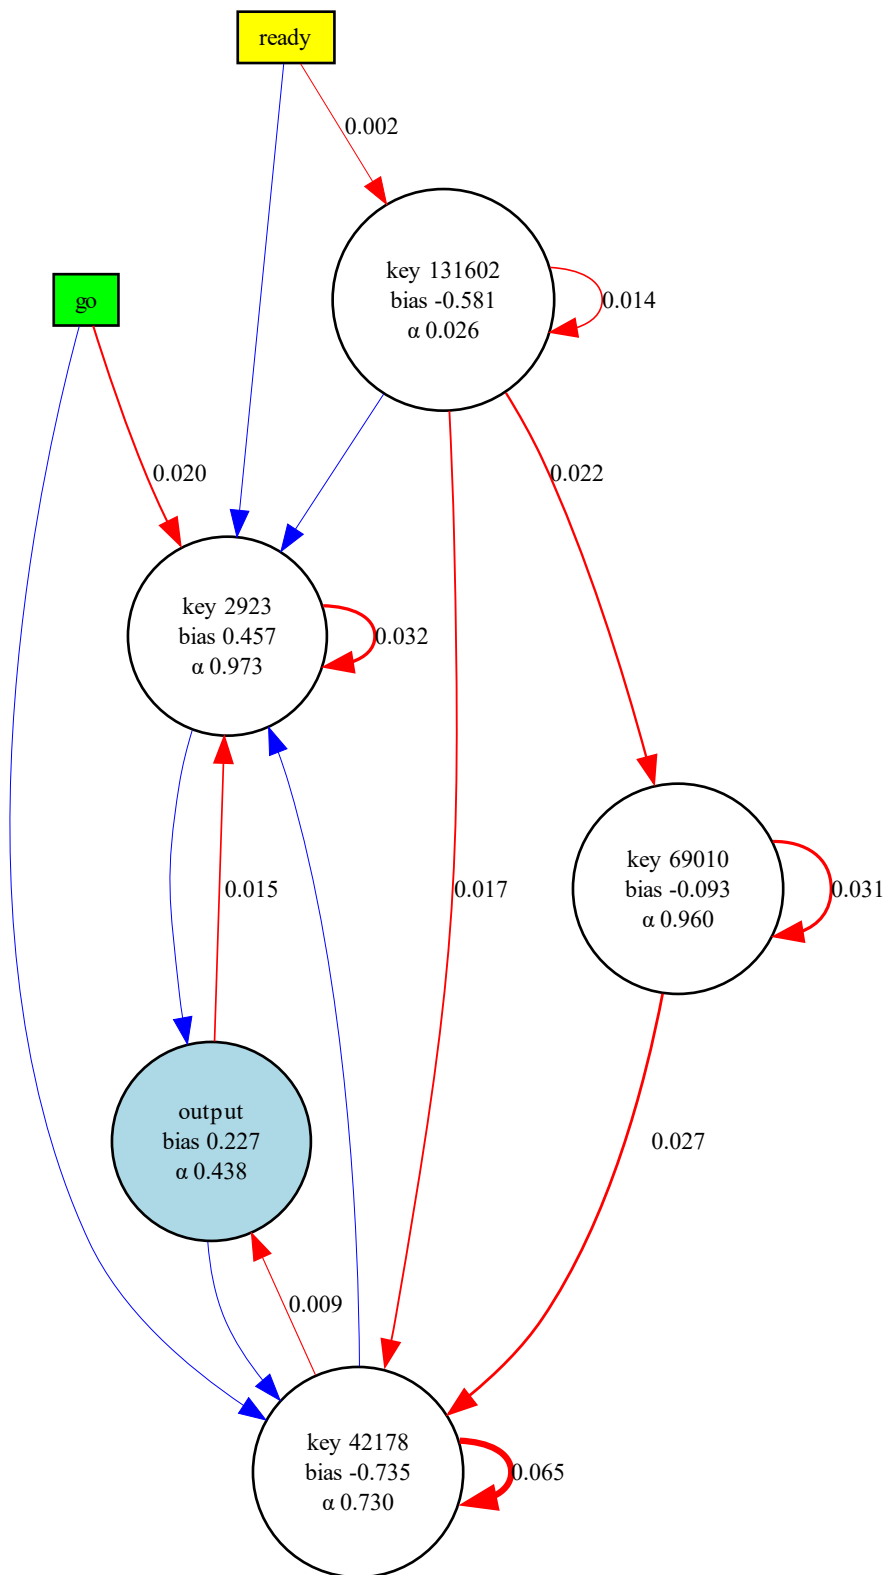 ready
0.002
key 131602
bias -0.581
α 0.026
0.014
go
0.020
0.022
key 2923
bias 0.457
α 0.973
0.032
key 69010
bias -0.093
α 0.960
0.031
0.015
0.017
output
bias 0.227
α 0.438
0.027
0.009
key 42178
bias -0.735
α 0.730
0.065